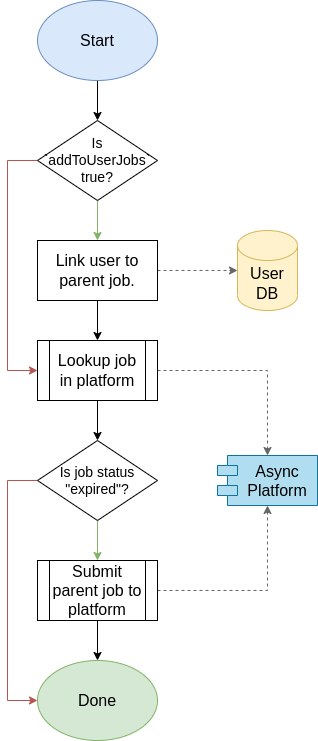 Start
Is
addToUserJobs
true?
Link user to
parent job.
User
DB
Lookup job
in platform
Is job status
"expired"?
Async
Platform
Submit
parent job to
platform
Done